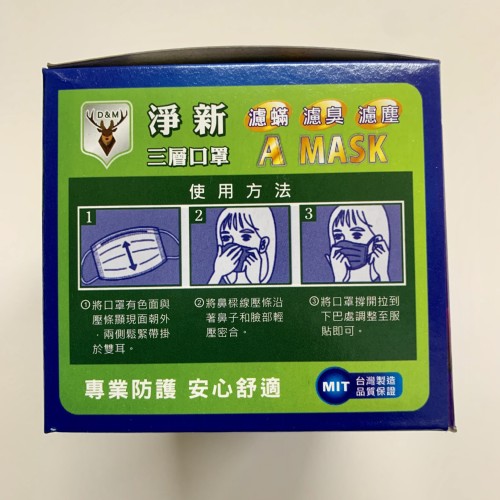 D&M
淨新
濾蟎 濾臭 濾塵
三層口罩
A MASK
使用方法
1
2
3
①將口罩有色面與
壓條顯現面朝外
，兩側鬆緊帶掛
於雙耳。
②將鼻樑線壓條沿
著鼻子和臉部輕
壓密合。
③將口罩撐開拉到
下巴處調整至服
貼即可。
專業防護 安心舒適
MIT
台灣製造
品質保證